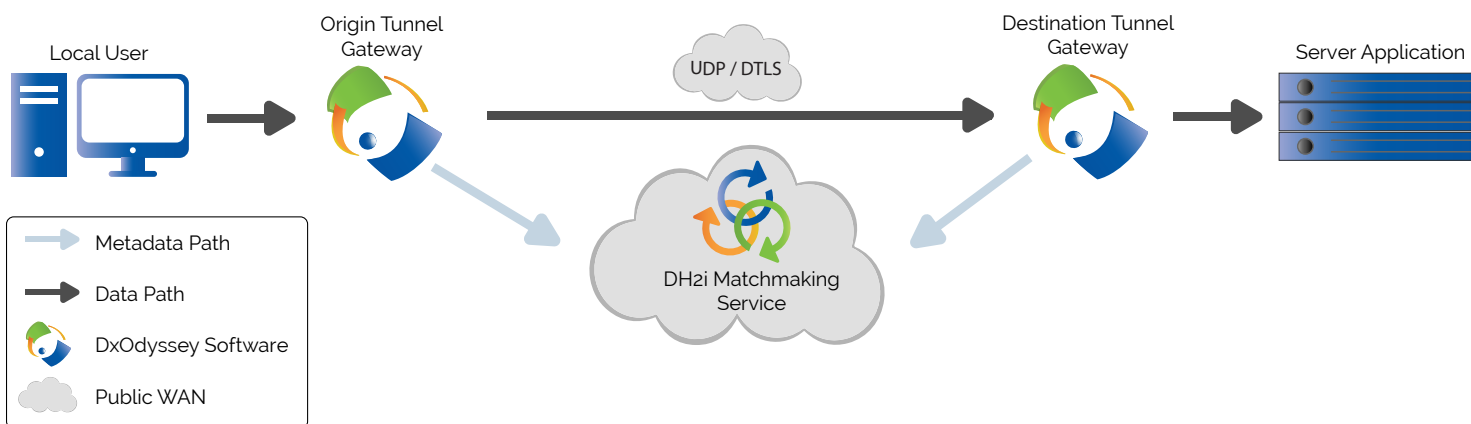 Local User
Origin Tunnel
Gateway
UDP / DTLS
Destination Tunnel
Gateway
Server Application
DH2i Matchmaking
Service
Metadata Path
Data Path
DxOdyssey Software
Public WAN